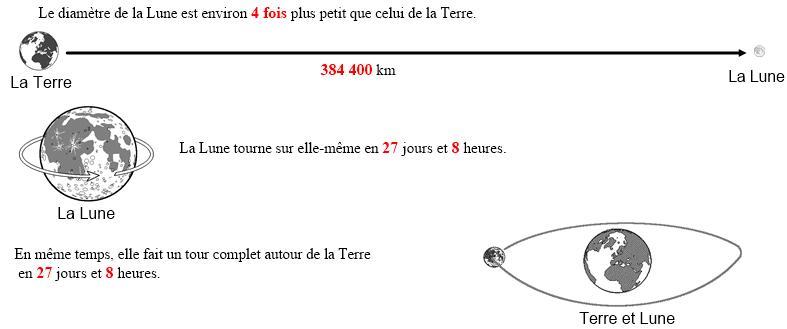 Le diamètre de la Lune est environ 4 fois plus petit que celui de la Terre.
La Terre
384 400 km
La Lune
La Lune tourne sur elle-même en 27 jours et 8 heures.
La Lune
En même temps, elle fait un tour complet autour de la Terre
en 27 jours et 8 heures.
Terre et Lune